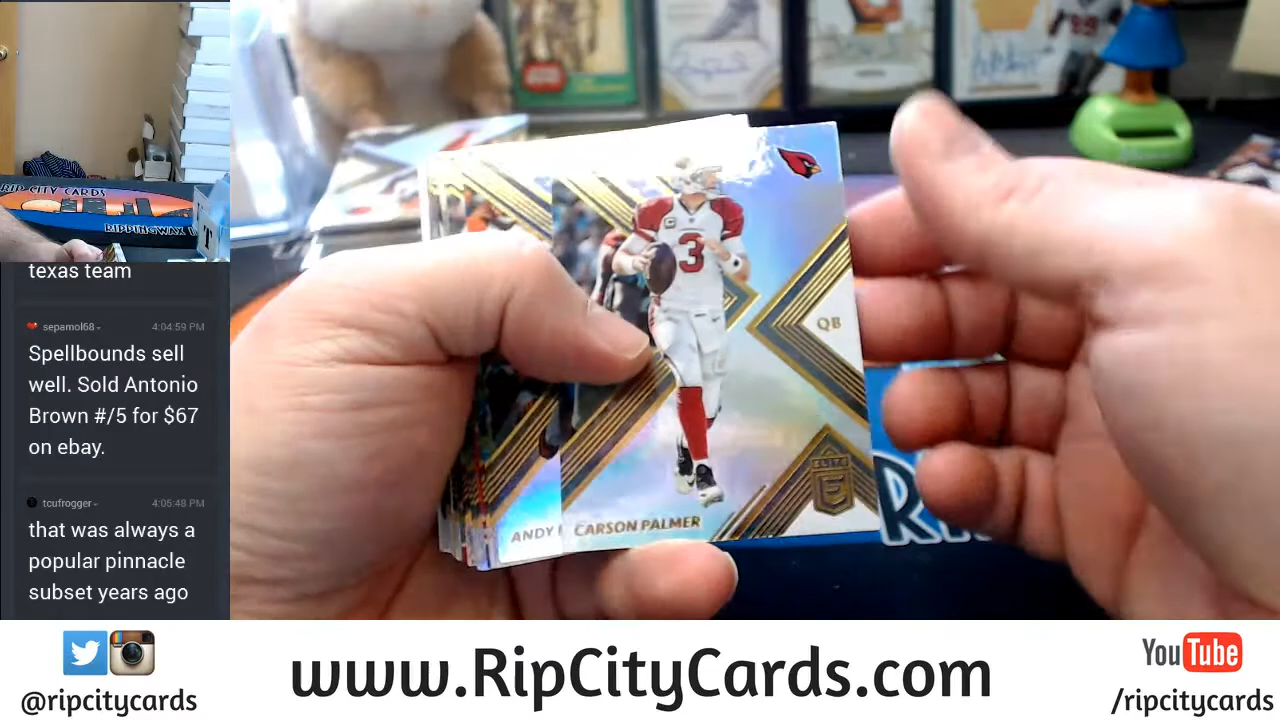 RIP CITY CARDS
RIPPINGWAX
T
texas team
sepamol68
4:04:59 PM
Spellbounds sell
well. Sold Antonio
Brown #/5 for $67
on ebay.
tcufrogger
4:05:48 PM
that was always a
popular pinnacle
subset years ago
3
QB
ELITE
E
ANDY
CARSON PALMER
@ripcitycards
www.RipCityCards.com
YouTube
/ripcitycards